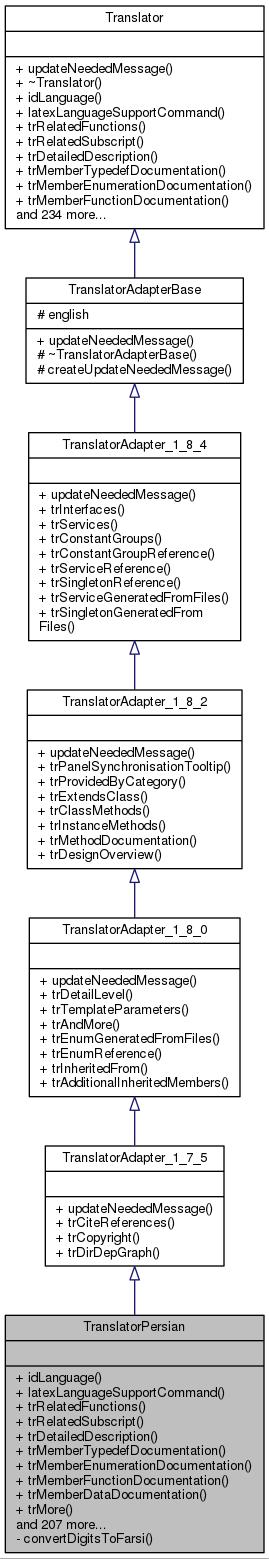 Translator
+ updateNeededMessage()
+ ~Translator()
+ idLanguage()
+ latexLanguageSupportCommand()
+ trRelatedFunctions()
+ trRelatedSubscript()
+ trDetailedDescription()
+ trMemberTypedefDocumentation()
+ trMemberEnumerationDocumentation()
+ trMemberFunctionDocumentation()
and 234 more...
TranslatorAdapterBase
# english
+ updateNeededMessage()
# ~TranslatorAdapterBase()
# createUpdateNeededMessage()
TranslatorAdapter_1_8_4
+ updateNeededMessage()
+ trInterfaces()
+ trServices()
+ trConstantGroups()
+ trConstantGroupReference()
+ trServiceReference()
+ trSingletonReference()
+ trServiceGeneratedFromFiles()
+ trSingletonGeneratedFrom
Files()
TranslatorAdapter_1_8_2
+ updateNeededMessage()
+ trPanelSynchronisationTooltip()
+ trProvidedByCategory()
+ trExtendsClass()
+ trClassMethods()
+ trInstanceMethods()
+ trMethodDocumentation()
+ trDesignOverview()
TranslatorAdapter_1_8_0
+ updateNeededMessage()
+ trDetailLevel()
+ trTemplateParameters()
+ trAndMore()
+ trEnumGeneratedFromFiles()
+ trEnumReference()
+ trInheritedFrom()
+ trAdditionalInheritedMembers()
TranslatorAdapter_1_7_5
+ updateNeededMessage()
+ trCiteReferences()
+ trCopyright()
+ trDirDepGraph()
TranslatorPersian
+ idLanguage()
+ latexLanguageSupportCommand()
+ trRelatedFunctions()
+ trRelatedSubscript()
+ trDetailedDescription()
+ trMemberTypedefDocumentation()
+ trMemberEnumerationDocumentation()
+ trMemberFunctionDocumentation()
+ trMemberDataDocumentation()
+ trMore()
and 207 more...
- convertDigitsToFarsi()